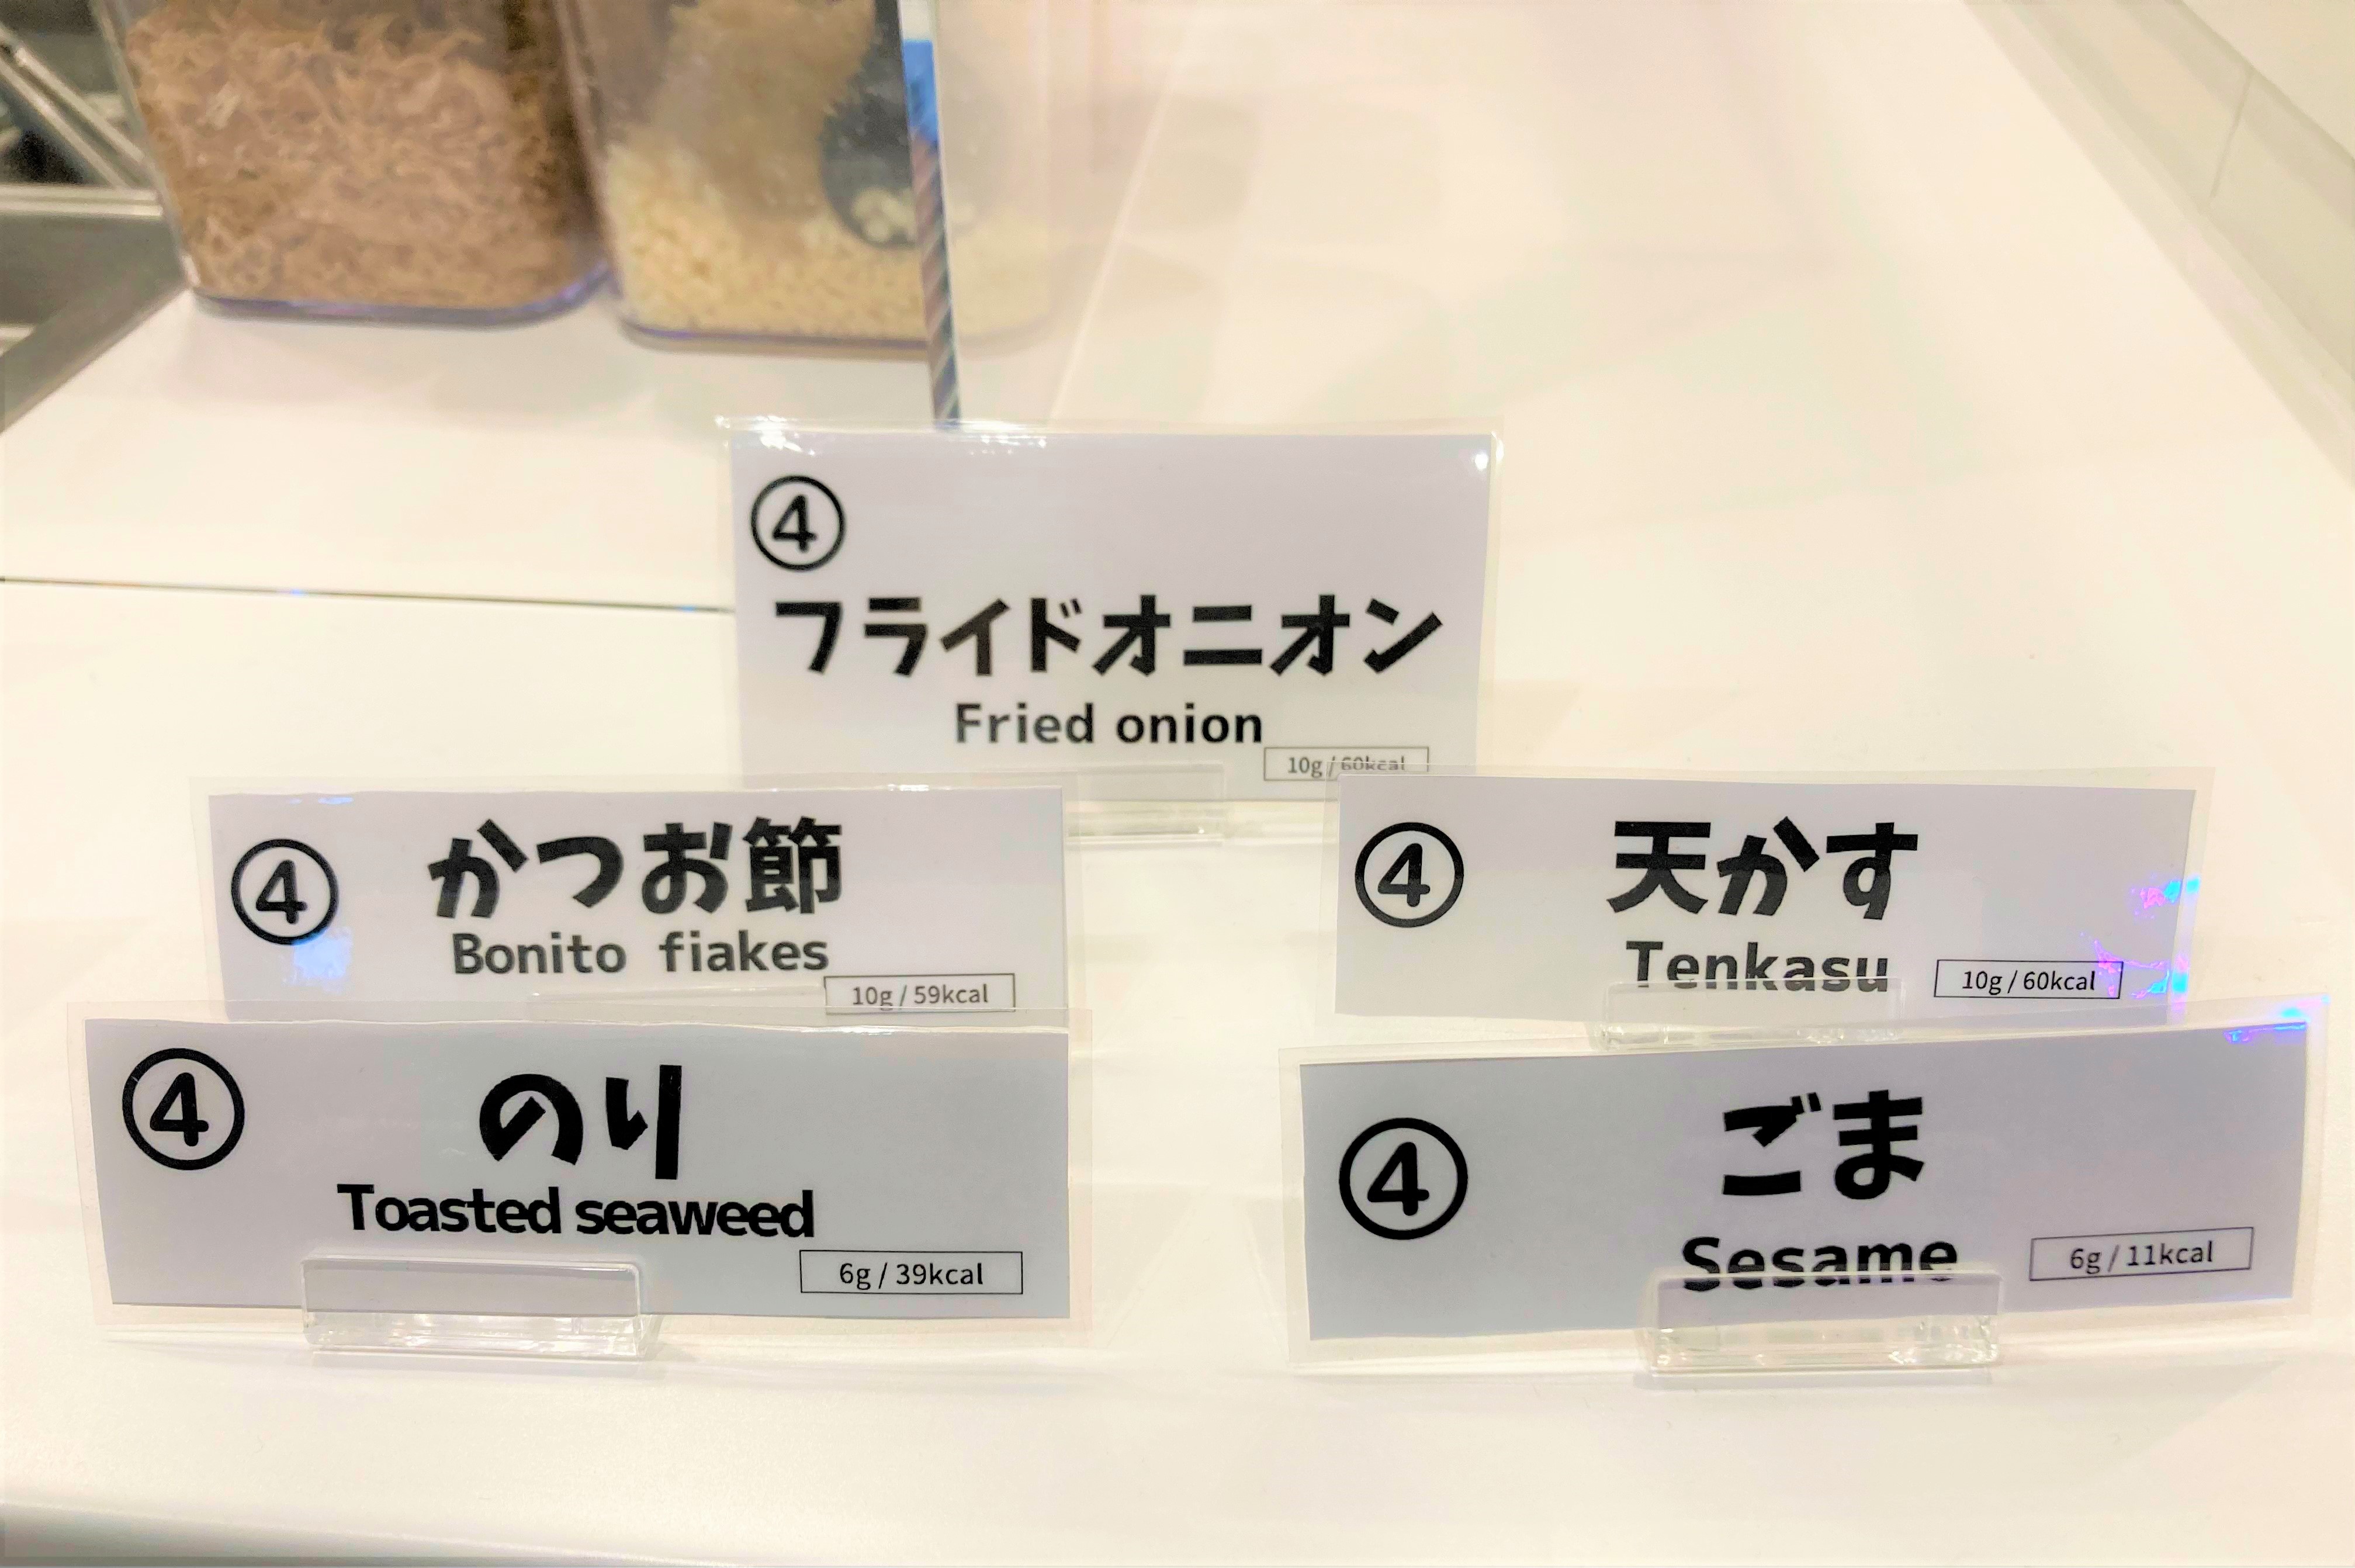 ④
フライドオニオン
Fried onion
10g / 60kcal
④ かつお節
Bonito fiakes
10g / 59kcal
④ 天かす
Tenkasu
10g / 60kcal
④ のり
Toasted seaweed
6g / 39kcal
④ ごま
Sesame
6g / 11kcal